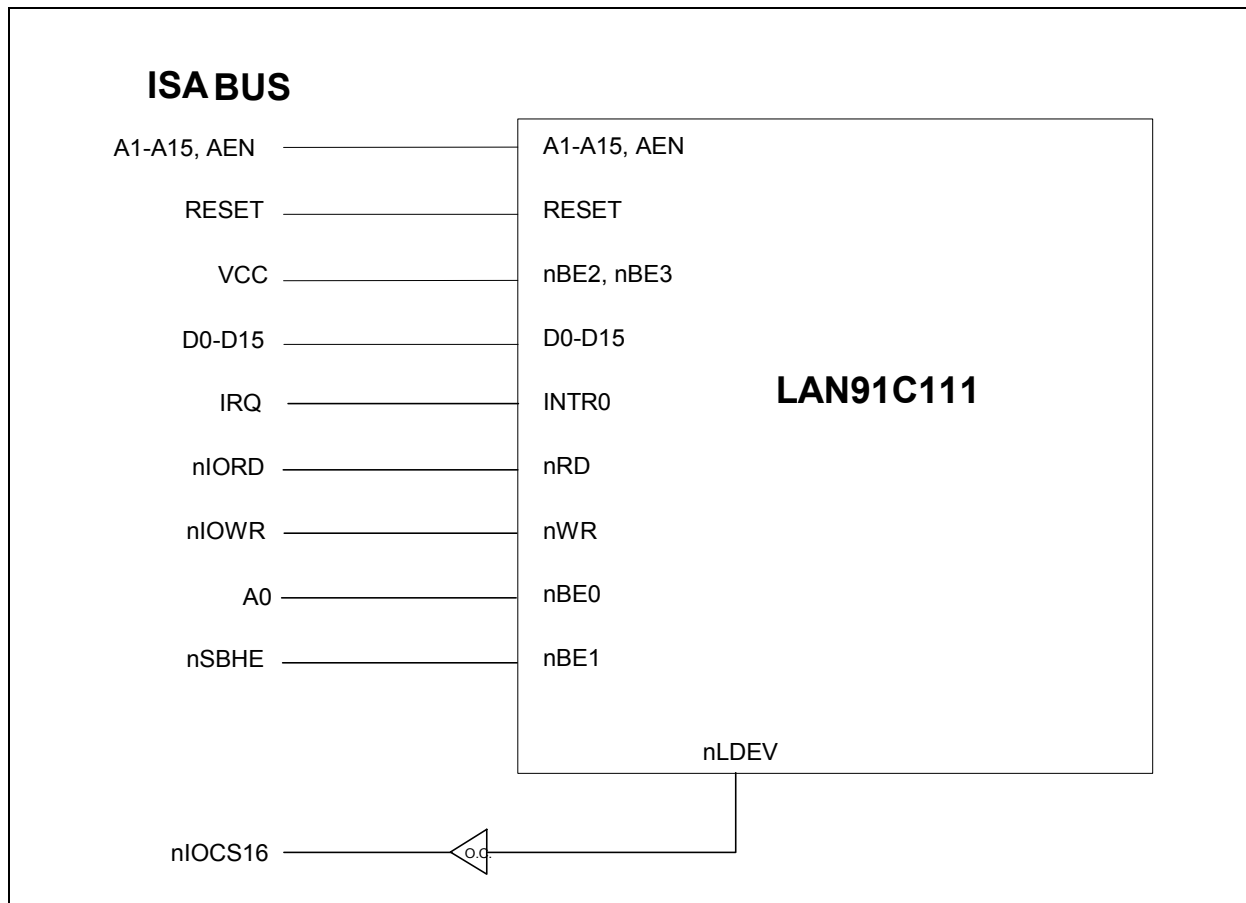 ISA BUS
A1-A15, AEN A1-A15, AEN
RESET RESET
VCC nBE2, nBE3
D0-D15 D0-D15
LAN91C111
IRQ INTR0
nIORD nRD
nIOWR nWR
A0 nBE0
nSBHE nBE1
nLDEV
nIOCS16 O.C.